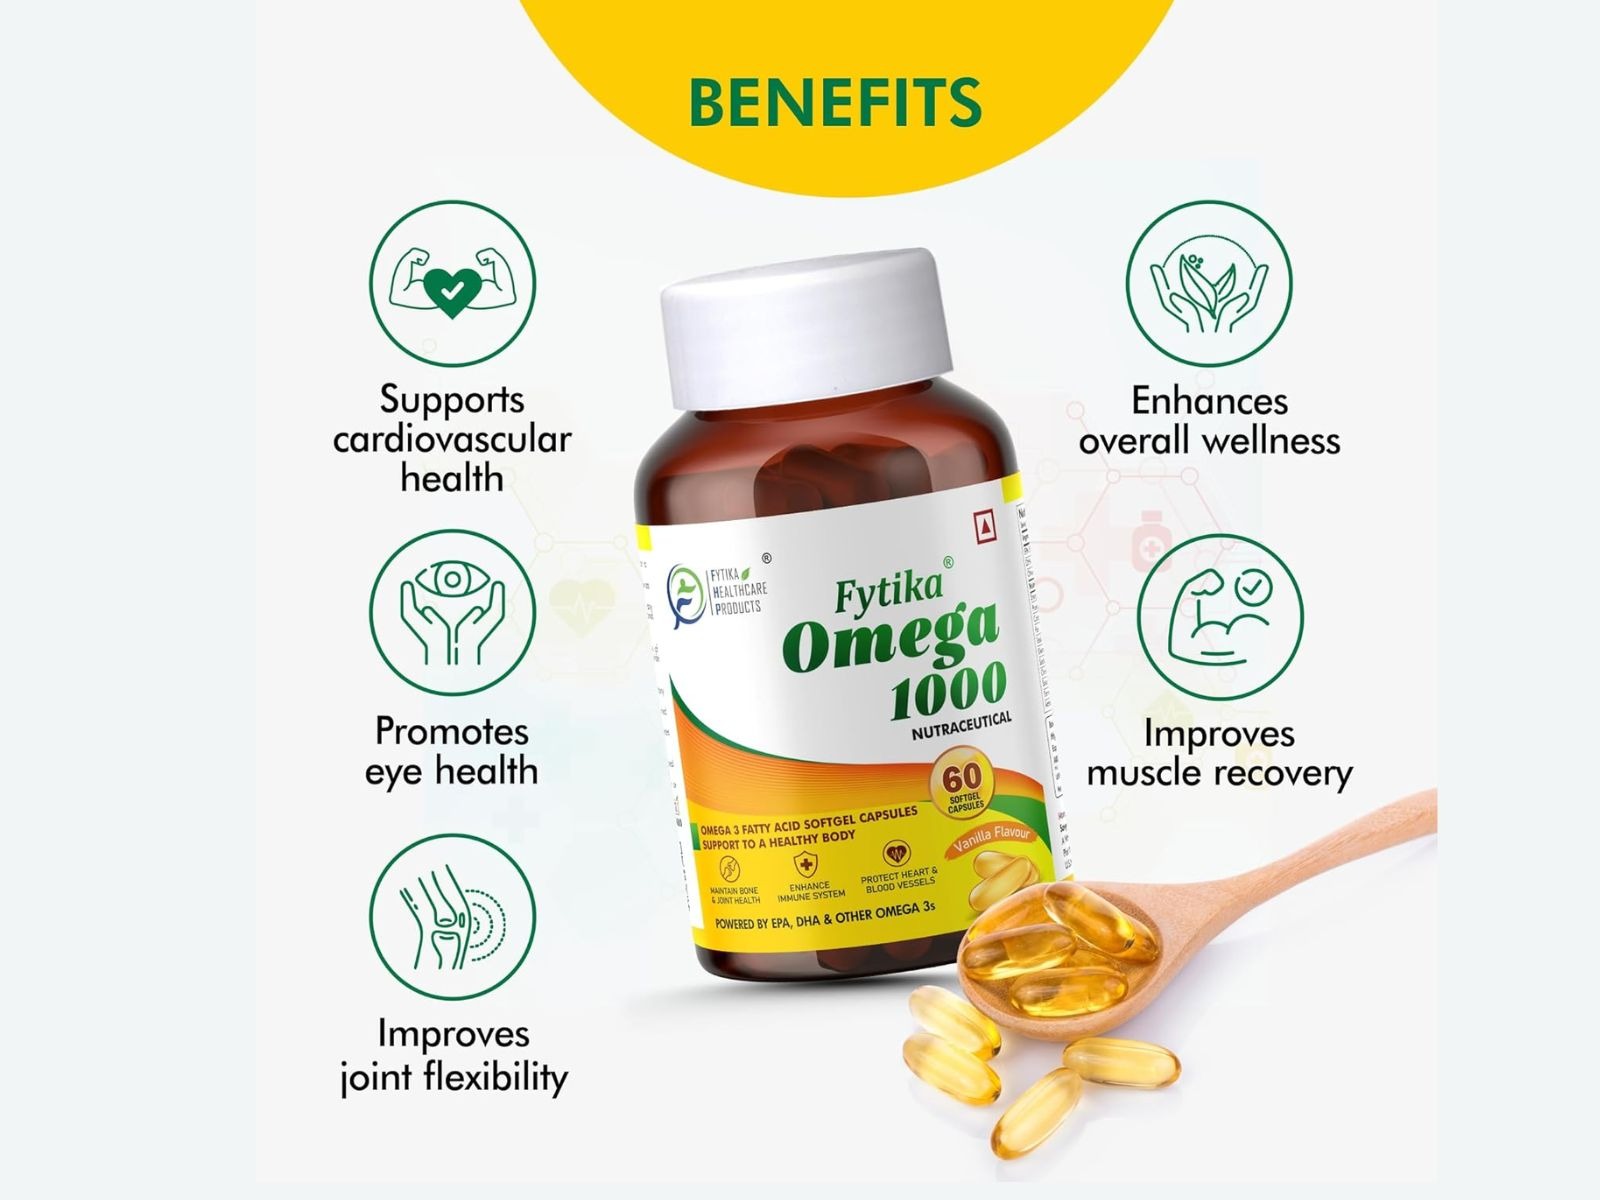 BENEFITS
Supports
cardiovascular
health
Promotes
eye health
Improves
joint flexibility
Enhances
overall wellness
Improves
muscle recovery
FYTIKA
HEALTHCARE
PRODUCTS
®
Fytika®
Omega
1000
NUTRACEUTICAL
60
SOFTGEL
CAPSULES
Vanilla Flavour
OMEGA 3 FATTY ACID SOFTGEL CAPSULES
SUPPORT TO A HEALTHY BODY
MAINTAIN BONE
& JOINT HEALTH
ENHANCE
IMMUNE SYSTEM
PROTECT HEART &
BLOOD VESSELS
POWERED BY EPA, DHA & OTHER OMEGA 3s